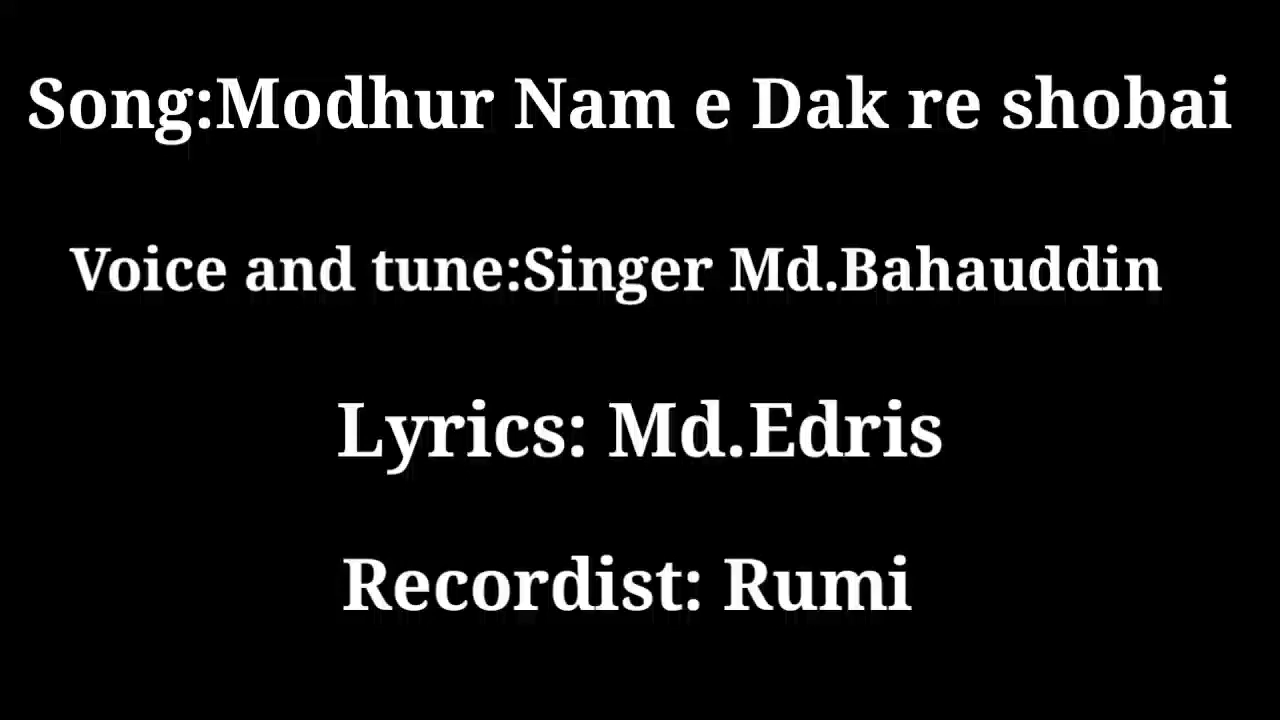 Song:Modhur Nam e Dak re shobai
Voice and tune:Singer Md.Bahauddin
Lyrics: Md.Edris
Recordist: Rumi